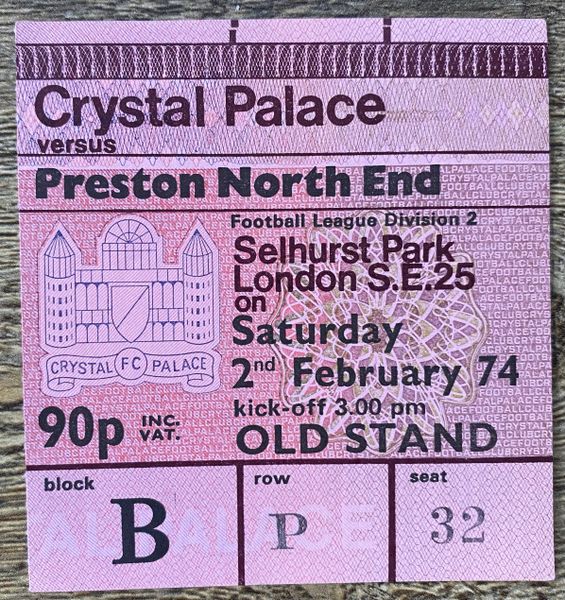 Crystal Palace
versus
Preston North End
Football League Division 2
Selhurst Park
London S.E.25
on
Saturday
2nd February 74
kick-off 3.00 pm
OLD STAND
CRYSTAL FC PALACE
90p INC. VAT.
block
B
row
P
seat
32